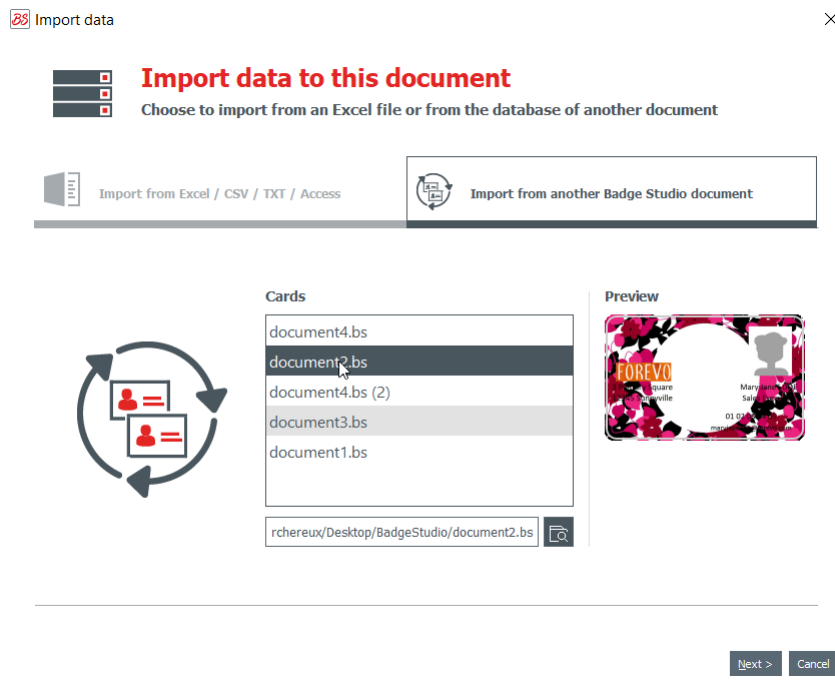 BS Import data
Import data to this document
Choose to import from an Excel file or from the database of another document
Import from Excel / CSV / TXT / Access
Import from another Badge Studio document
Cards
document4.bs
document2.bs
document4.bs (2)
document3.bs
document1.bs
rchereux/Desktop/BadgeStudio/document2.bs
Preview
FOREVO
Next >
Cancel